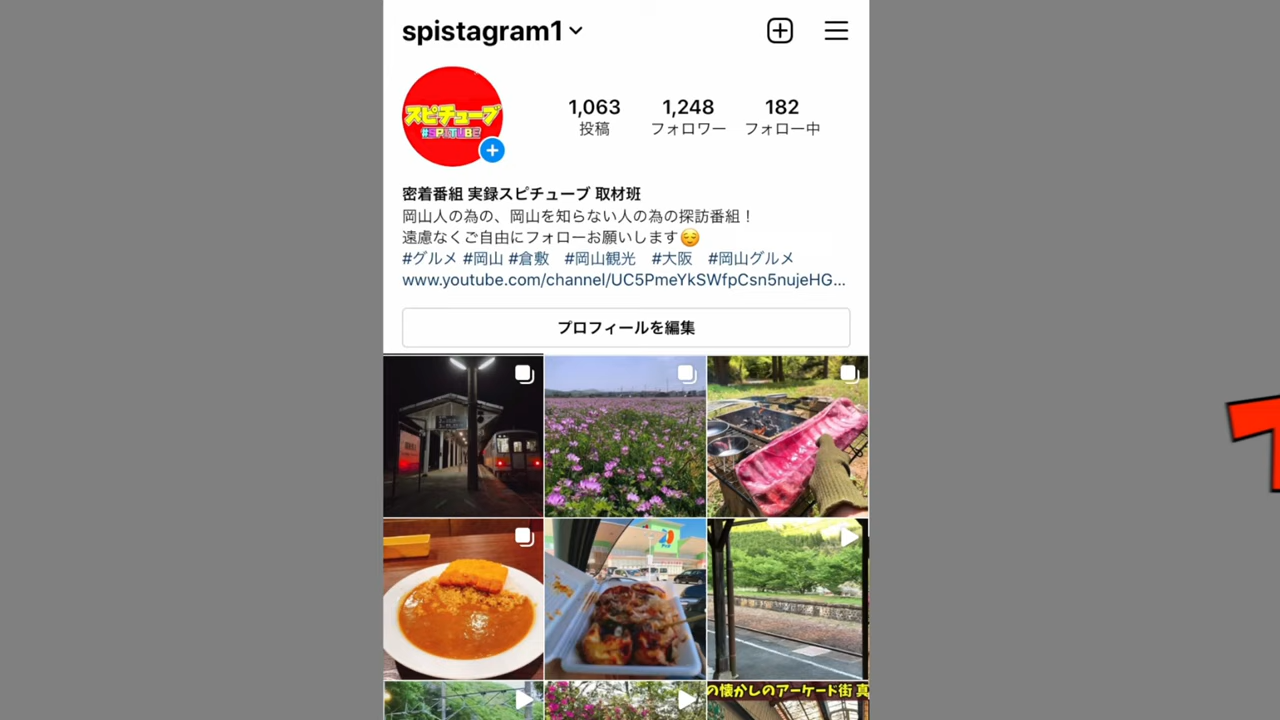 spistagram1
スピチューブ
#SPITUBE
1,063
投稿
1,248
フォロワー
182
フォロー中
密着番組 実録スピチューブ 取材班
岡山人の為の、岡山を知らない人の為の探訪番組！
遠慮なくご自由にフォローお願いします😌
#グルメ #岡山 #倉敷　#岡山観光　#大阪　#岡山グルメ
www.youtube.com/channel/UC5PmeYkSWfpCsn5nujeHG...
プロフィールを編集
の懐かしのアーケード街 真